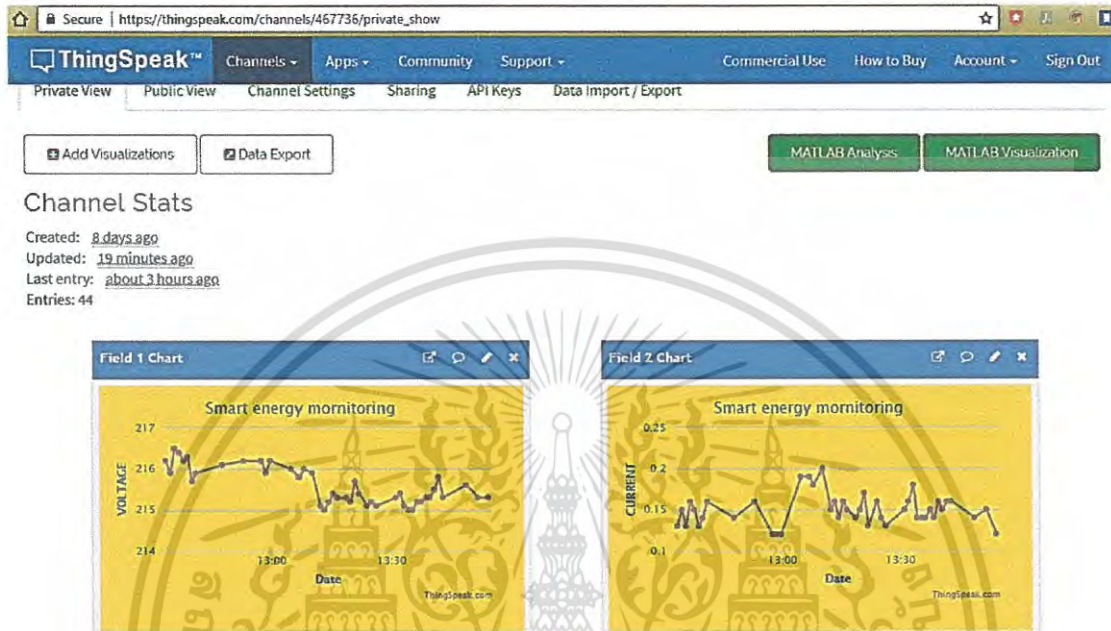 Secure | https://thingspeak.com/channels/467736/private_show
ThingSpeak™ Channels Apps Community Support Commercial Use How to Buy Account Sign Out
Private View Public View Channel Settings Sharing API Keys Data Import / Export
Add Visualizations Data Export MATLAB Analysis MATLAB Visualization
Channel Stats
Created: 8 days ago
Updated: 19 minutes ago
Last entry: about 3 hours ago
Entries: 44
Field 1 Chart
Smart energy mornitoring
217
216
215
214
VOLTAGE
13:00 13:30
Date
ThingSpeak.com
Field 2 Chart
Smart energy mornitoring
0.25
0.2
0.15
0.1
CURRENT
13:00 13:30
Date
ThingSpeak.com